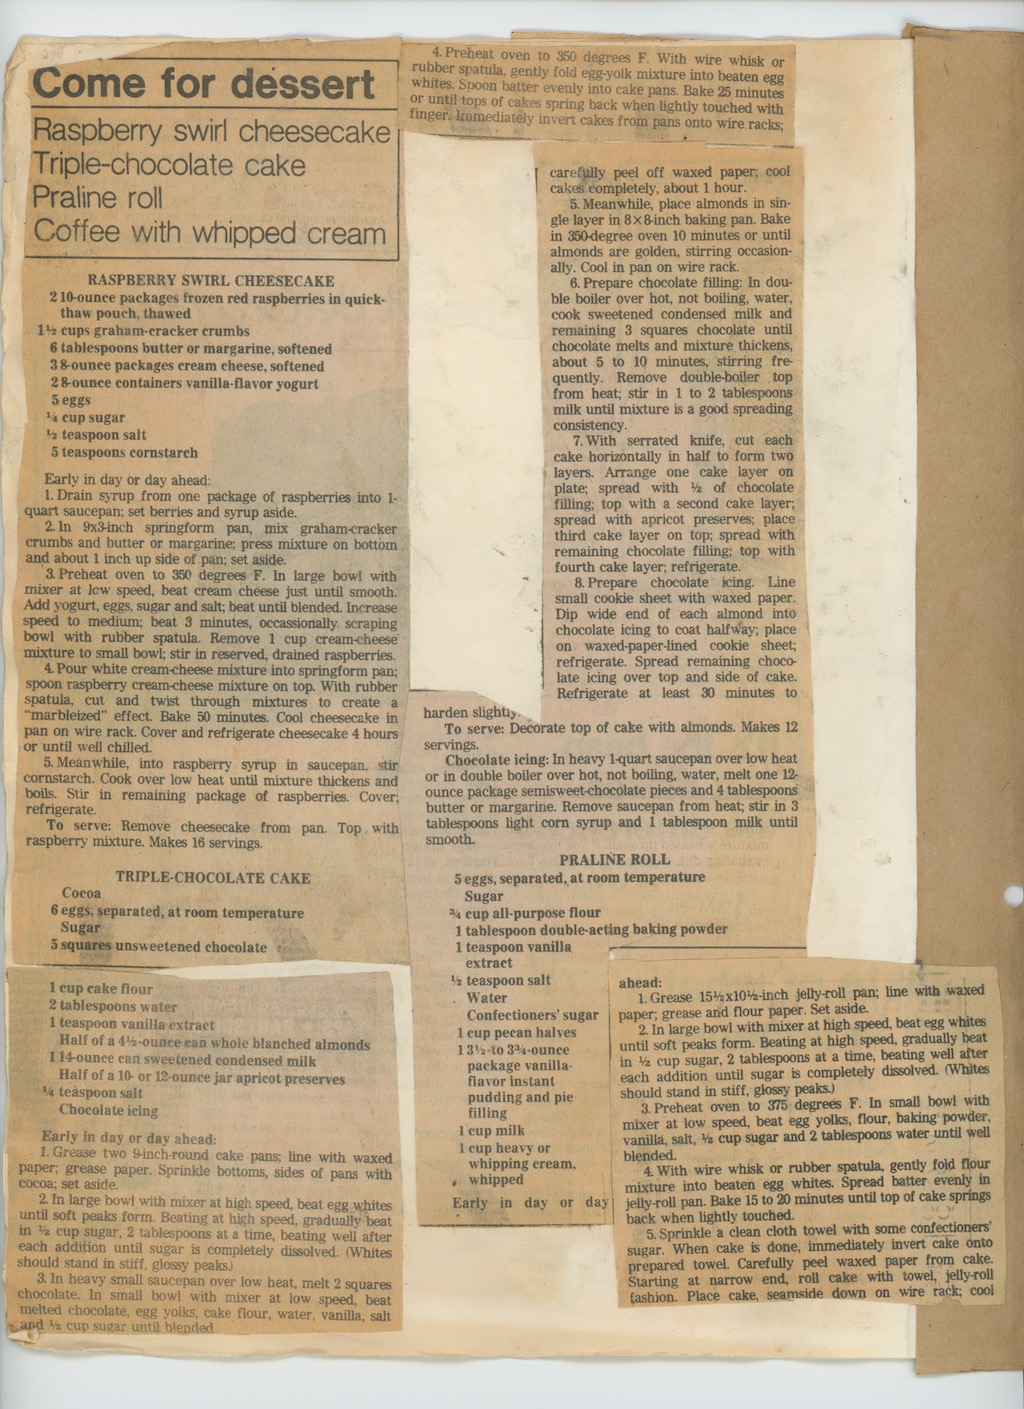 Come for dessert
Raspberry swirl cheesecake
Triple-chocolate cake
Praline roll
Coffee with whipped cream
RASPBERRY SWIRL CHEESECAKE
2 10-ounce packages frozen red raspberries in quick-
thaw pouch, thawed
1½ cups graham-cracker crumbs
6 tablespoons butter or margarine, softened
3 8-ounce packages cream cheese, softened
2 8-ounce containers vanilla-flavor yogurt
5 eggs
¼ cup sugar
½ teaspoon salt
5 teaspoons cornstarch
Early in day or day ahead:
1. Drain syrup from one package of raspberries into 1-
quart saucepan; set berries and syrup aside.
2. In 9x3-inch springform pan, mix graham-cracker
crumbs and butter or margarine; press mixture on bottom
and about 1 inch up side of pan; set aside.
3. Preheat oven to 350 degrees F. In large bowl with
mixer at low speed, beat cream cheese just until smooth.
Add yogurt, eggs, sugar and salt; beat until blended. Increase
speed to medium; beat 3 minutes, occassionally scraping
bowl with rubber spatula. Remove 1 cup cream-cheese
mixture to small bowl; stir in reserved, drained raspberries.
4. Pour white cream-cheese mixture into springform pan;
spoon raspberry cream-cheese mixture on top. With rubber
spatula, cut and twist through mixtures to create a
"marbleized" effect. Bake 50 minutes. Cool cheesecake in
pan on wire rack. Cover and refrigerate cheesecake 4 hours
or until well chilled.
5. Meanwhile, into raspberry syrup in saucepan, stir
cornstarch. Cook over low heat until mixture thickens and
boils. Stir in remaining package of raspberries. Cover;
refrigerate.
To serve: Remove cheesecake from pan. Top with
raspberry mixture. Makes 16 servings.
TRIPLE-CHOCOLATE CAKE
Cocoa
6 eggs, separated, at room temperature
Sugar
5 squares unsweetened chocolate
1 cup cake flour
2 tablespoons water
1 teaspoon vanilla extract
Half of a 4½-ounce can whole blanched almonds
1 14-ounce can sweetened condensed milk
Half of a 10- or 12-ounce jar apricot preserves
¼ teaspoon salt
Chocolate icing
Early in day or day ahead:
1. Grease two 9-inch-round cake pans; line with waxed
paper; grease paper. Sprinkle bottoms, sides of pans with
cocoa; set aside.
2. In large bowl with mixer at high speed, beat egg whites
until soft peaks form. Beating at high speed, gradually beat
in ½ cup sugar, 2 tablespoons at a time, beating well after
each addition until sugar is completely dissolved. (Whites
should stand in stiff, glossy peaks.)
3. In heavy small saucepan over low heat, melt 2 squares
chocolate. In small bowl with mixer at low speed, beat
melted chocolate, egg yolks, cake flour, water, vanilla, salt
and ½ cup sugar until blended
4. Preheat oven to 350 degrees F. With wire whisk or
rubber spatula, gently fold egg-yolk mixture into beaten egg
whites. Spoon batter evenly into cake pans. Bake 25 minutes
or until tops of cakes spring back when lightly touched with
finger. Immediately invert cakes from pans onto wire racks;
carefully peel off waxed paper; cool
cakes completely, about 1 hour.
5. Meanwhile, place almonds in sin-
gle layer in 8×8-inch baking pan. Bake
in 350-degree oven 10 minutes or until
almonds are golden, stirring occasion-
ally. Cool in pan on wire rack.
6. Prepare chocolate filling: In dou-
ble boiler over hot, not boiling, water,
cook sweetened condensed milk and
remaining 3 squares chocolate until
chocolate melts and mixture thickens,
about 5 to 10 minutes, stirring fre-
quently. Remove double-boiler top
from heat; stir in 1 to 2 tablespoons
milk until mixture is a good spreading
consistency.
7. With serrated knife, cut each
cake horizontally in half to form two
layers. Arrange one cake layer on
plate; spread with ½ of chocolate
filling; top with a second cake layer;
spread with apricot preserves; place
third cake layer on top; spread with
remaining chocolate filling; top with
fourth cake layer; refrigerate.
8. Prepare chocolate icing. Line
small cookie sheet with waxed paper.
Dip wide end of each almond into
chocolate icing to coat halfway; place
on waxed-paper-lined cookie sheet;
refrigerate. Spread remaining choco-
late icing over top and side of cake.
Refrigerate at least 30 minutes to
harden slightly.
To serve: Decorate top of cake with almonds. Makes 12
servings.
Chocolate icing: In heavy 1-quart saucepan over low heat
or in double boiler over hot, not boiling, water, melt one 12-
ounce package semisweet-chocolate pieces and 4 tablespoons
butter or margarine. Remove saucepan from heat; stir in 3
tablespoons light corn syrup and 1 tablespoon milk until
smooth.
PRALINE ROLL
5 eggs, separated, at room temperature
Sugar
¾ cup all-purpose flour
1 tablespoon double-acting baking powder
1 teaspoon vanilla
extract
½ teaspoon salt
Water
Confectioners' sugar
1 cup pecan halves
1 3½-to 3¾-ounce
package vanilla-
flavor instant
pudding and pie
filling
1 cup milk
1 cup heavy or
whipping cream,
whipped
Early in day or day
ahead:
1. Grease 15½x10½-inch jelly-roll pan; line with waxed
paper; grease and flour paper. Set aside.
2. In large bowl with mixer at high speed, beat egg whites
until soft peaks form. Beating at high speed, gradually beat
in ½ cup sugar, 2 tablespoons at a time, beating well after
each addition until sugar is completely dissolved. (Whites
should stand in stiff, glossy peaks.)
3. Preheat oven to 375 degrees F. In small bowl with
mixer at low speed, beat egg yolks, flour, baking powder,
vanilla, salt, ½ cup sugar and 2 tablespoons water until well
blended.
4. With wire whisk or rubber spatula, gently fold flour
mixture into beaten egg whites. Spread batter evenly in
jelly-roll pan. Bake 15 to 20 minutes until top of cake springs
back when lightly touched.
5. Sprinkle a clean cloth towel with some confectioners'
sugar. When cake is done, immediately invert cake onto
prepared towel. Carefully peel waxed paper from cake.
Starting at narrow end, roll cake with towel, jelly-roll
fashion. Place cake, seamside down on wire rack; cool